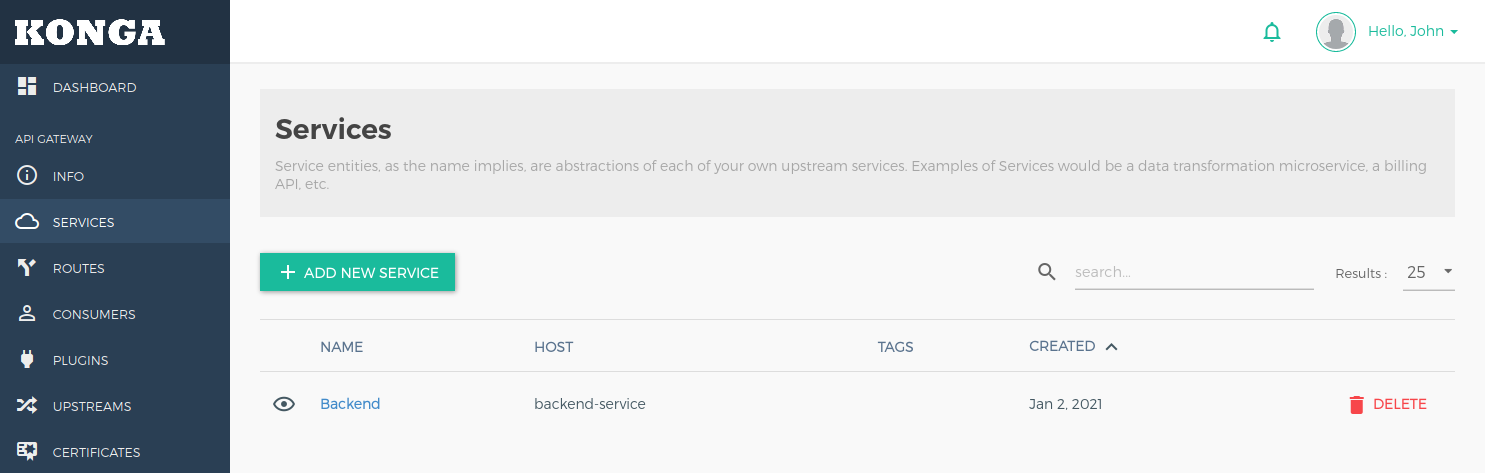 KONGA
Hello, John
DASHBOARD
API GATEWAY
INFO
SERVICES
ROUTES
CONSUMERS
PLUGINS
UPSTREAMS
CERTIFICATES
Services
Service entities, as the name implies, are abstractions of each of your own upstream services. Examples of Services would be a data transformation microservice, a billing
API, etc.
ADD NEW SERVICE
search...
Results :
25
NAME HOST TAGS CREATED
Backend backend-service Jan 2, 2021 DELETE